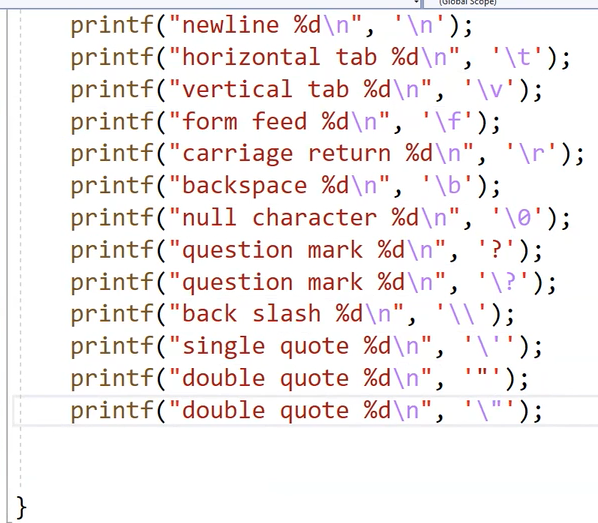 (Global Scope)
printf("newline %d\n", '\n');
printf("horizontal tab %d\n", '\t');
printf("vertical tab %d\n", '\v');
printf("form feed %d\n", '\f');
printf("carriage return %d\n", '\r');
printf("backspace %d\n", '\b');
printf("null character %d\n", '\0');
printf("question mark %d\n", '?');
printf("question mark %d\n", '\?');
printf("back slash %d\n", '\\');
printf("single quote %d\n", '\'');
printf("double quote %d\n", '"');
printf("double quote %d\n", '\"');
}